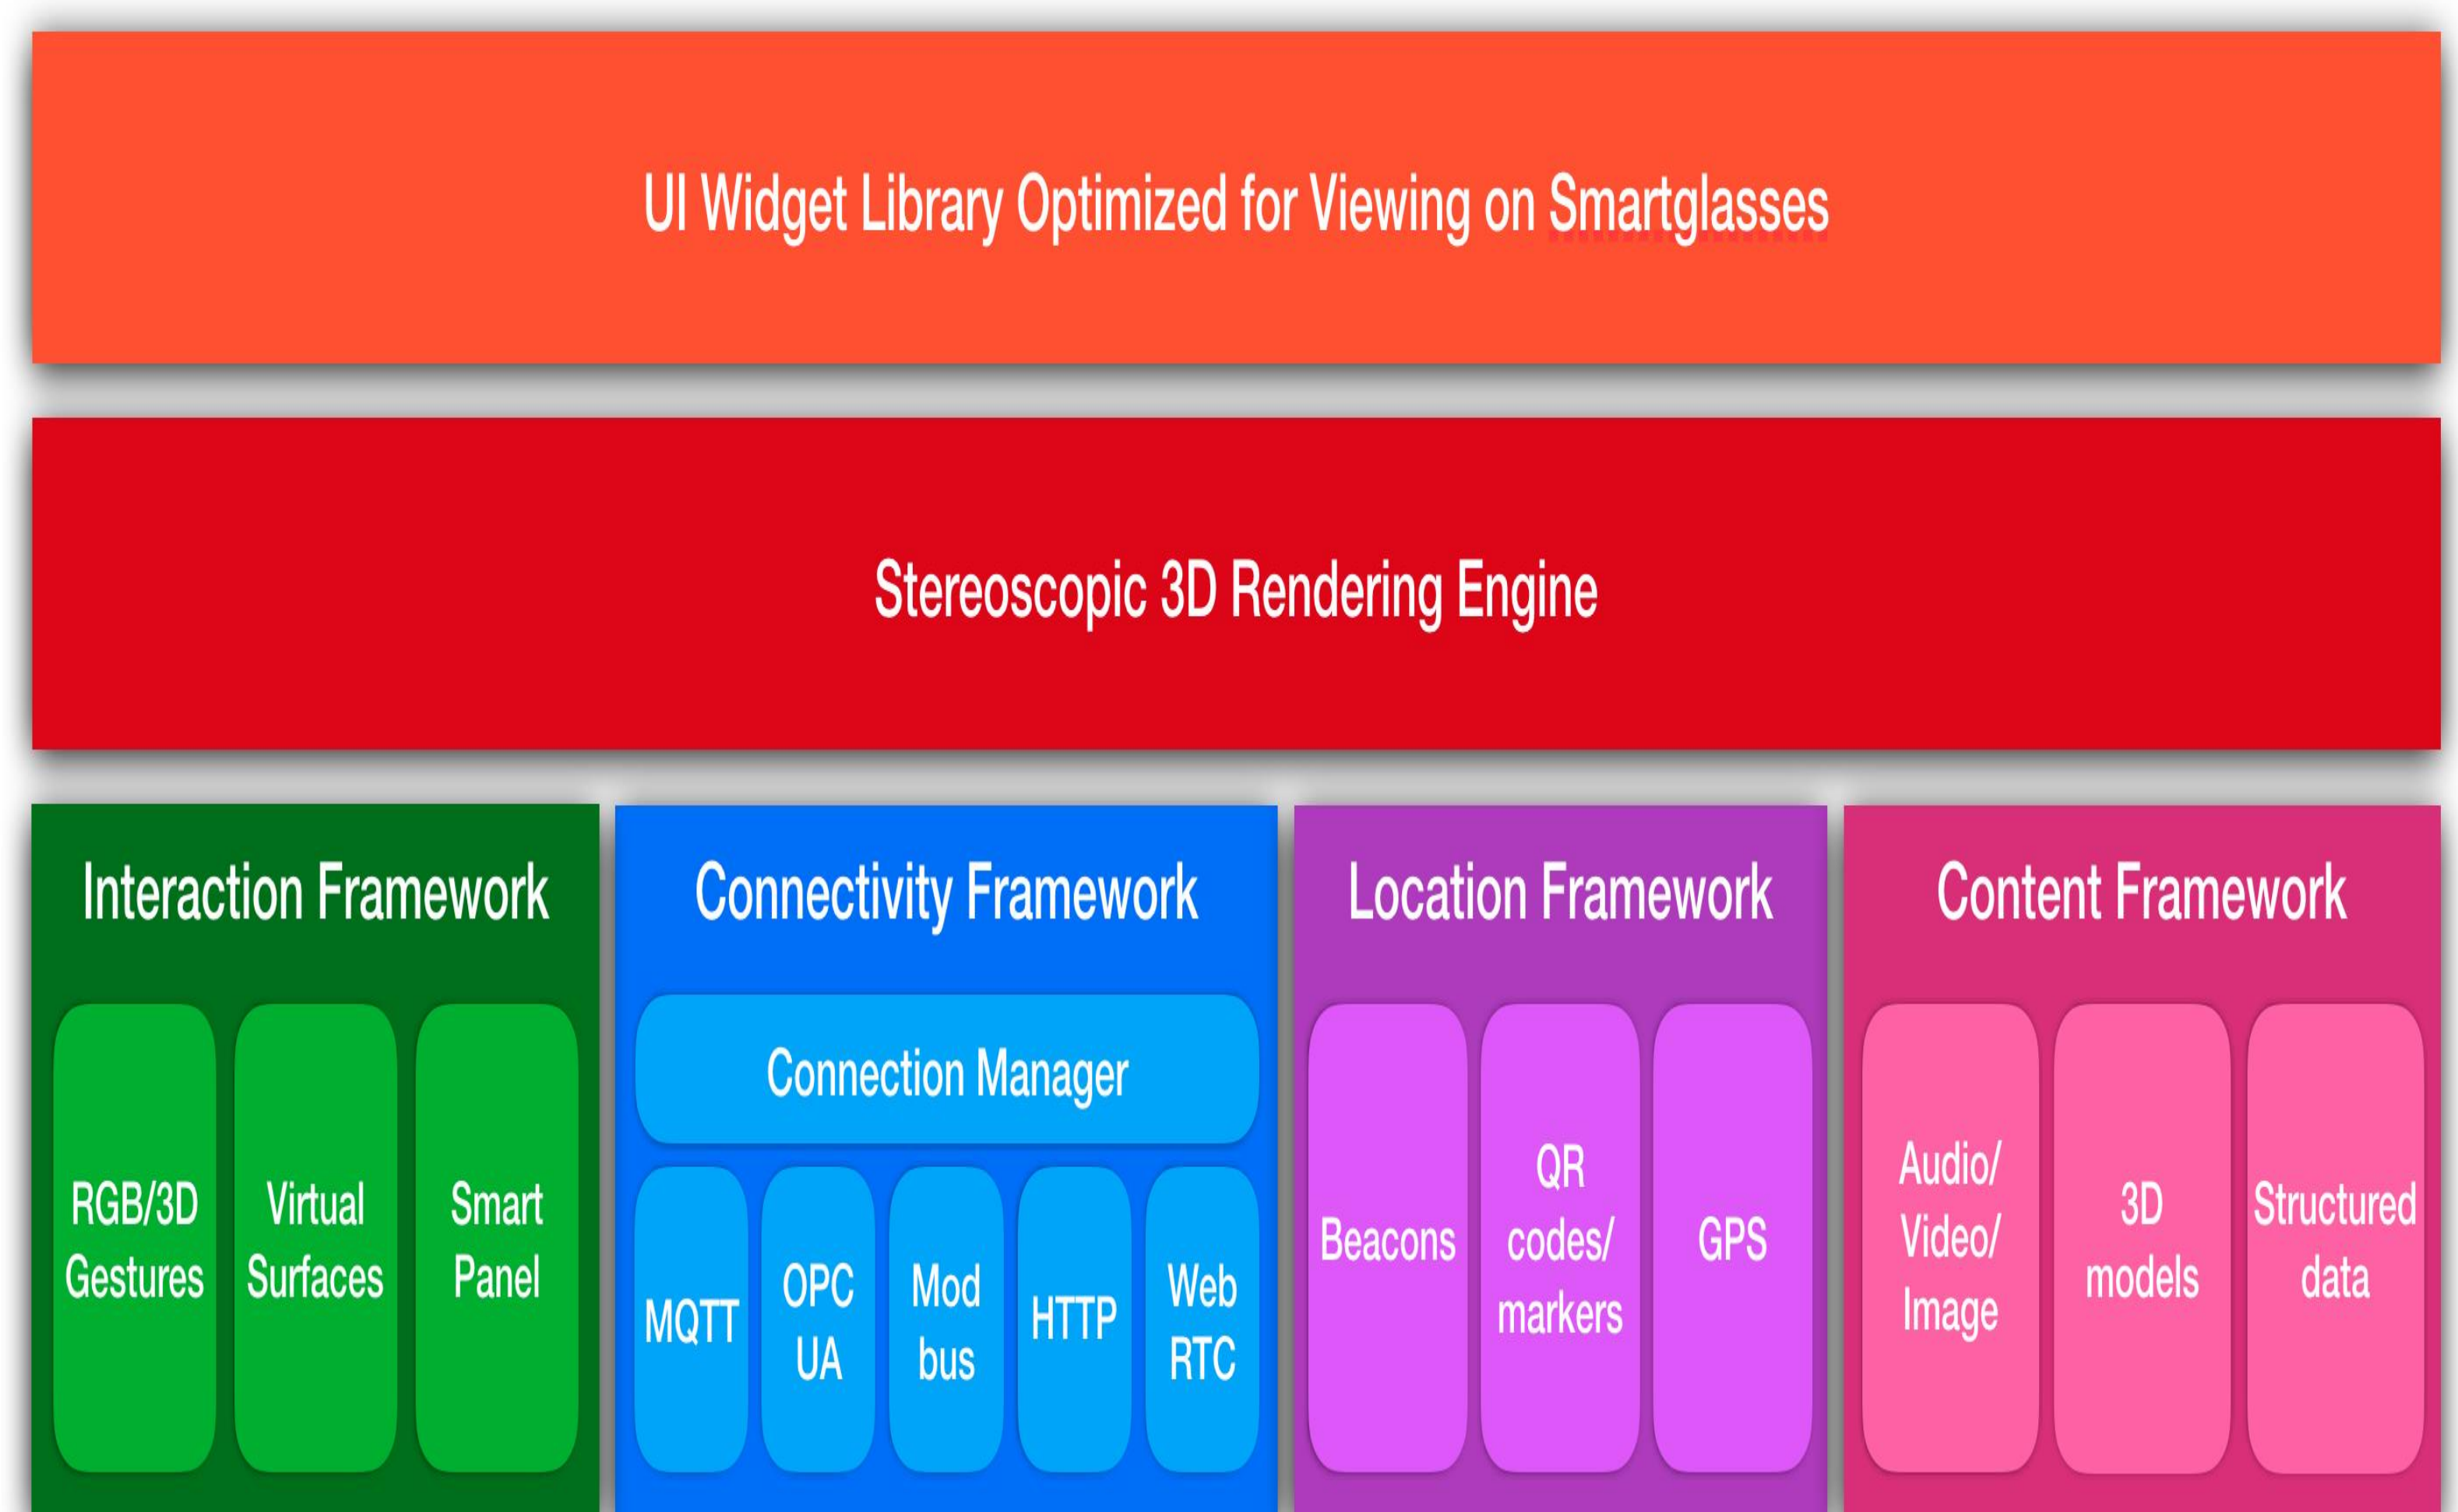 UI Widget Library Optimized for Viewing on Smartglasses
Stereoscopic 3D Rendering Engine
Interaction Framework
RGB/3D
Gestures
Virtual
Surfaces
Smart
Panel
Connectivity Framework
Connection Manager
MQTT
OPC
UA
Mod
bus
HTTP
Web
RTC
Location Framework
Beacons
QR
codes/
markers
GPS
Content Framework
Audio/
Video/
Image
3D
models
Structured
data